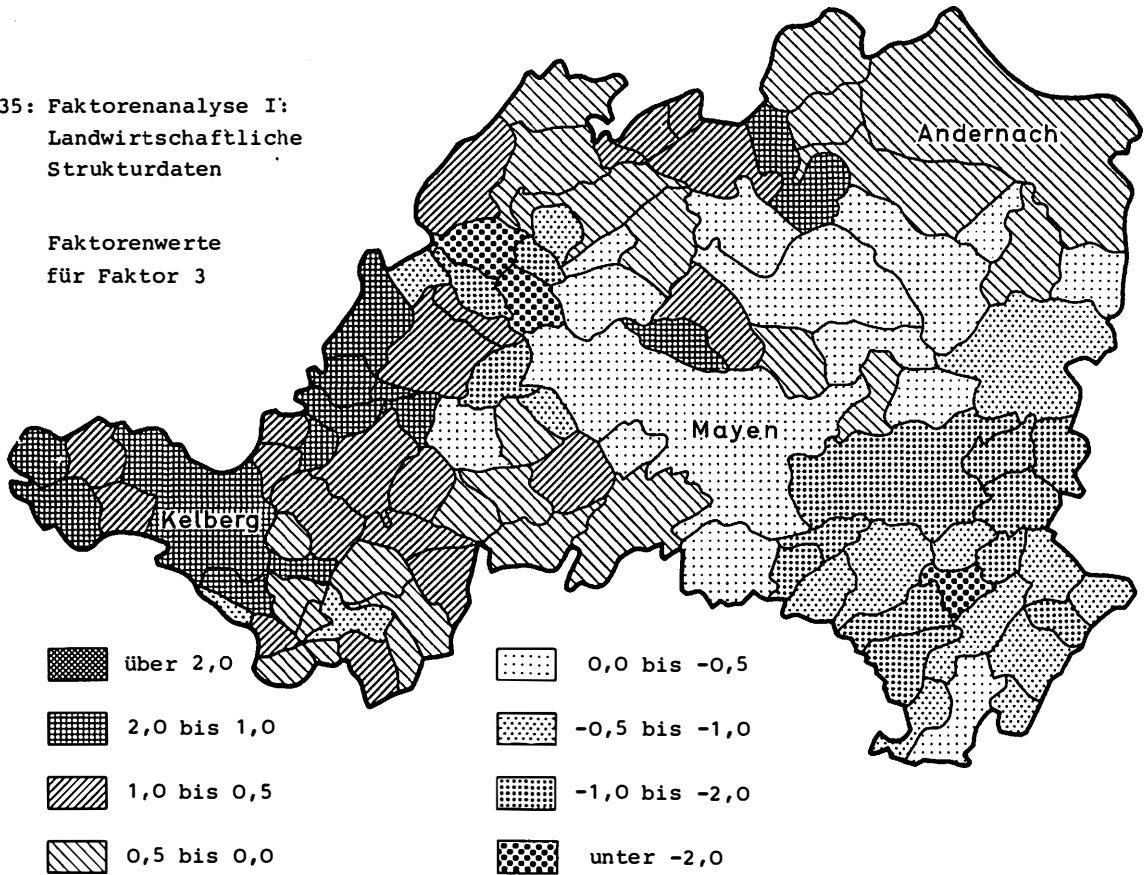 35: Faktorenanalyse I:
Landwirtschaftliche
Strukturdaten
Faktorenwerte
für Faktor 3
Andernach
Mayen
Kelberg
über 2,0
2,0 bis 1,0
1,0 bis 0,5
0,5 bis 0,0
0,0 bis -0,5
-0,5 bis -1,0
-1,0 bis -2,0
unter -2,0